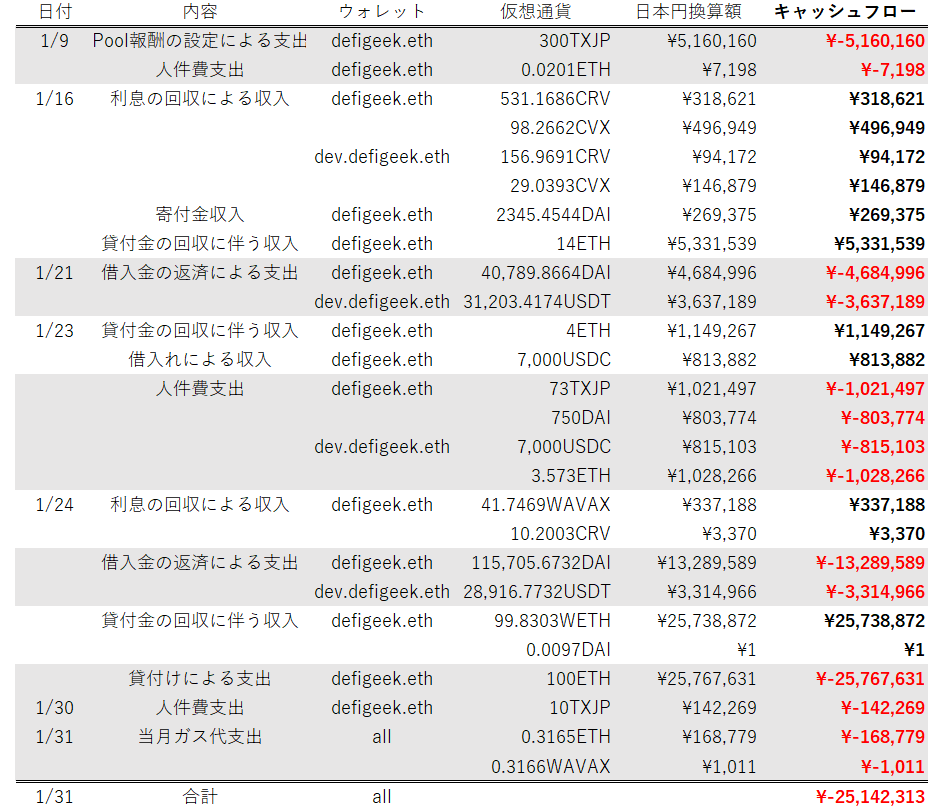 日付 内容 ウォレット 仮想通貨 日本円換算額 キャッシュフロー
1/9 Pool報酬の設定による支出 defigeek.eth 300TXJP ¥5,160,160 ¥-5,160,160
人件費支出 defigeek.eth 0.0201ETH ¥7,198 ¥-7,198
1/16 利息の回収による収入 defigeek.eth 531.1686CRV ¥318,621 ¥318,621
98.2662CVX ¥496,949 ¥496,949
dev.defigeek.eth 156.9691CRV ¥94,172 ¥94,172
29.0393CVX ¥146,879 ¥146,879
寄付金収入 defigeek.eth 2345.4544DAI ¥269,375 ¥269,375
貸付金の回収に伴う収入 defigeek.eth 14ETH ¥5,331,539 ¥5,331,539
1/21 借入金の返済による支出 defigeek.eth 40,789.8664DAI ¥4,684,996 ¥-4,684,996
dev.defigeek.eth 31,203.4174USDT ¥3,637,189 ¥-3,637,189
1/23 貸付金の回収に伴う収入 defigeek.eth 4ETH ¥1,149,267 ¥1,149,267
借入れによる収入 defigeek.eth 7,000USDC ¥813,882 ¥813,882
人件費支出 defigeek.eth 73TXJP ¥1,021,497 ¥-1,021,497
750DAI ¥803,774 ¥-803,774
dev.defigeek.eth 7,000USDC ¥815,103 ¥-815,103
3.573ETH ¥1,028,266 ¥-1,028,266
1/24 利息の回収による収入 defigeek.eth 41.7469WAVAX ¥337,188 ¥337,188
10.2003CRV ¥3,370 ¥3,370
借入金の返済による支出 defigeek.eth 115,705.6732DAI ¥13,289,589 ¥-13,289,589
dev.defigeek.eth 28,916.7732USDT ¥3,314,966 ¥-3,314,966
貸付金の回収に伴う収入 defigeek.eth 99.8303WETH ¥25,738,872 ¥25,738,872
0.0097DAI ¥1 ¥1
貸付けによる支出 defigeek.eth 100ETH ¥25,767,631 ¥-25,767,631
1/30 人件費支出 defigeek.eth 10TXJP ¥142,269 ¥-142,269
1/31 当月ガス代支出 all 0.3165ETH ¥168,779 ¥-168,779
0.3166WAVAX ¥1,011 ¥-1,011
1/31 合計 all ¥-25,142,313